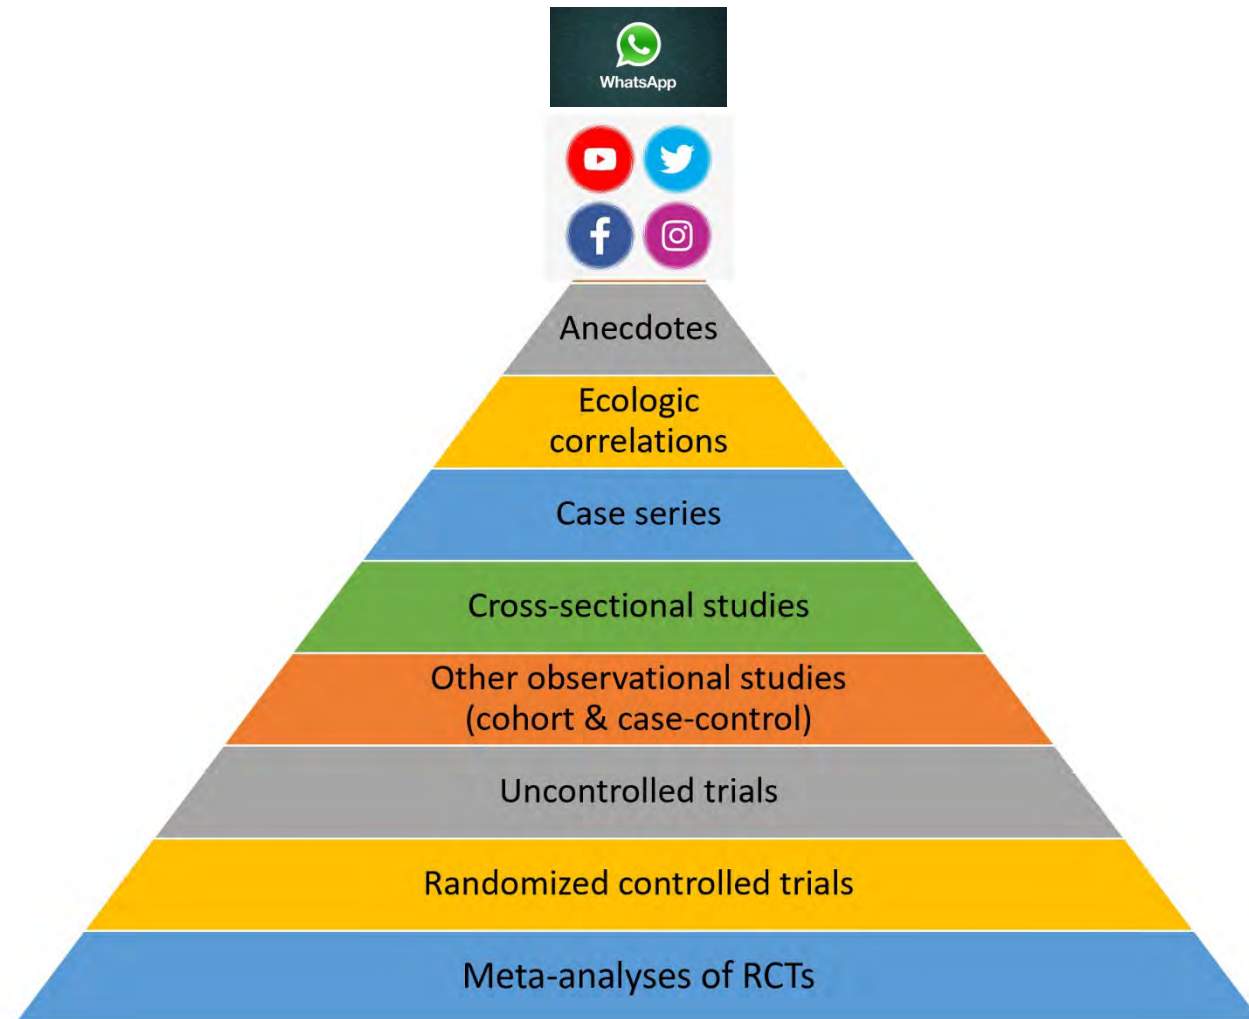 WhatsApp
Anecdotes
Ecologic
correlations
Case series
Cross-sectional studies
Other observational studies
(cohort & case-control)
Uncontrolled trials
Randomized controlled trials
Meta-analyses of RCTs